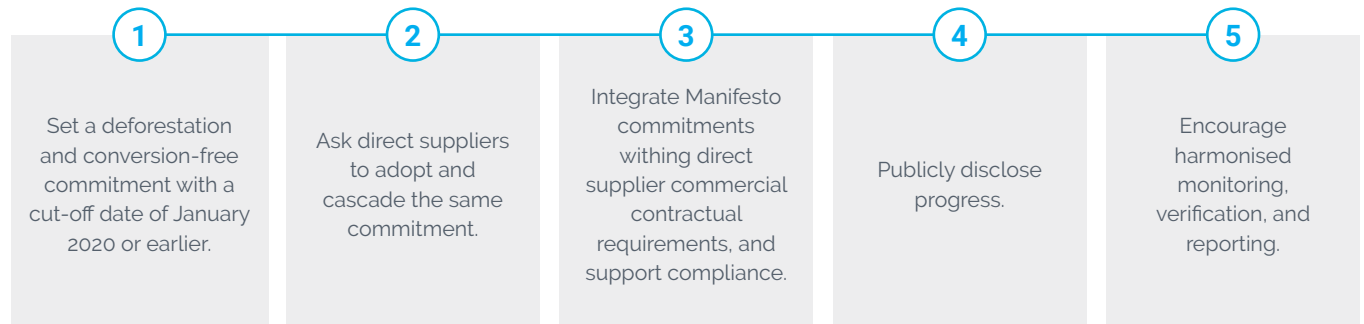 1
Set a deforestation
and conversion-free
commitment with a
cut-off date of January
2020 or earlier.
2
Ask direct suppliers
to adopt and
cascade the same
commitment.
3
Integrate Manifesto
commitments
withing direct
supplier commercial
contractual
requirements, and
support compliance.
4
Publicly disclose
progress.
5
Encourage
harmonised
monitoring,
verification, and
reporting.